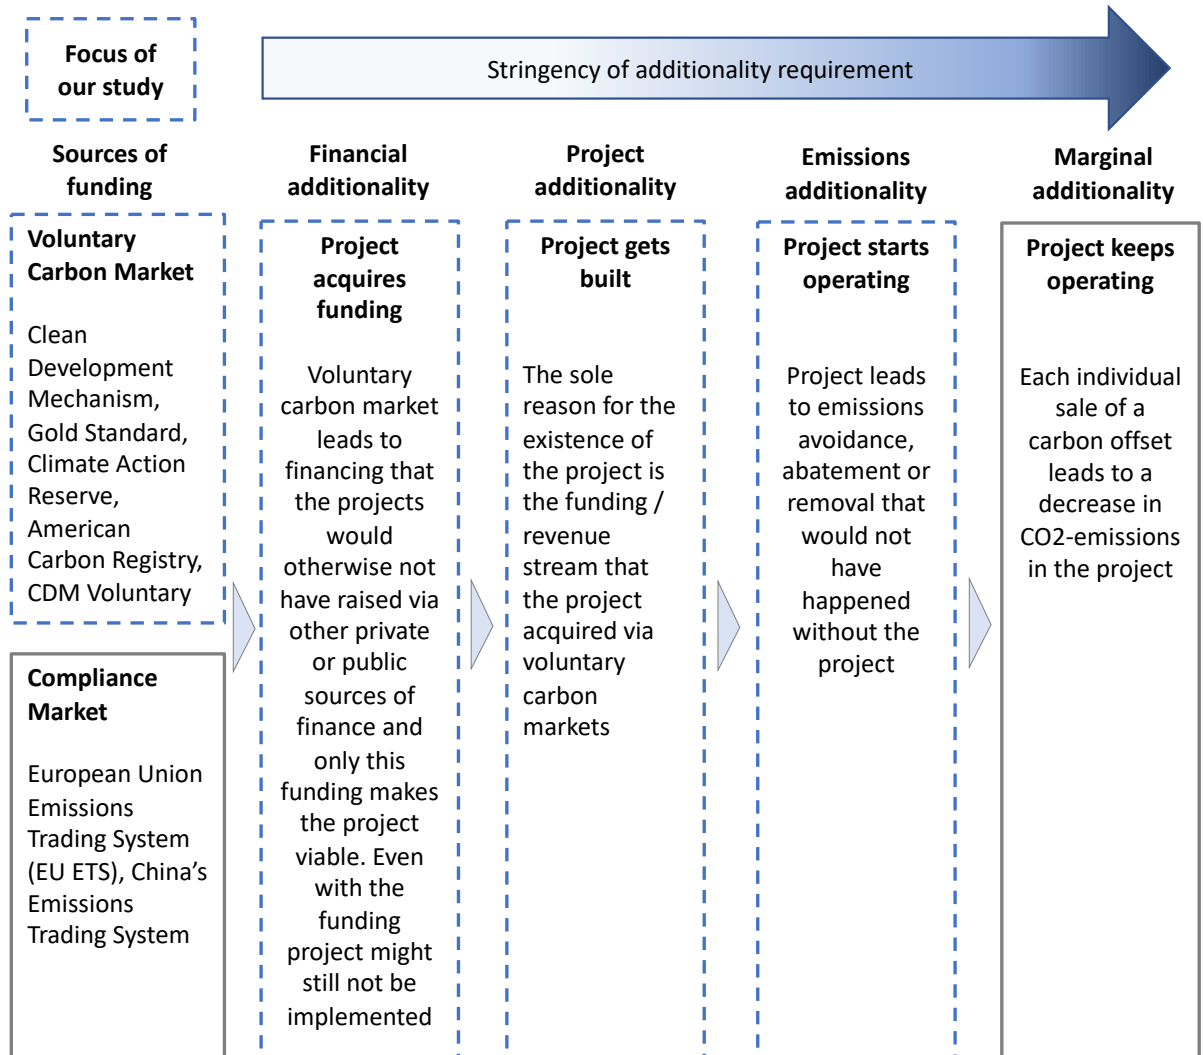 Focus of
our study
Stringency of additionality requirement
Sources of
funding
Voluntary
Carbon Market
Clean
Development
Mechanism,
Gold Standard,
Climate Action
Reserve,
American
Carbon Registry,
CDM Voluntary
Compliance
Market
European Union
Emissions
Trading System
(EU ETS), China’s
Emissions
Trading System
Financial
additionality
Project
acquires
funding
Voluntary
carbon market
leads to
financing that
the projects
would
otherwise not
have raised via
other private
or public
sources of
finance and
only this
funding makes
the project
viable. Even
with the
funding
project might
still not be
implemented
Project
additionality
Project gets
built
The sole
reason for the
existence of
the project is
the funding /
revenue
stream that
the project
acquired via
voluntary
carbon
markets
Emissions
additionality
Project starts
operating
Project leads
to emissions
avoidance,
abatement or
removal that
would not
have
happened
without the
project
Marginal
additionality
Project keeps
operating
Each individual
sale of a
carbon offset
leads to a
decrease in
CO2-emissions
in the project